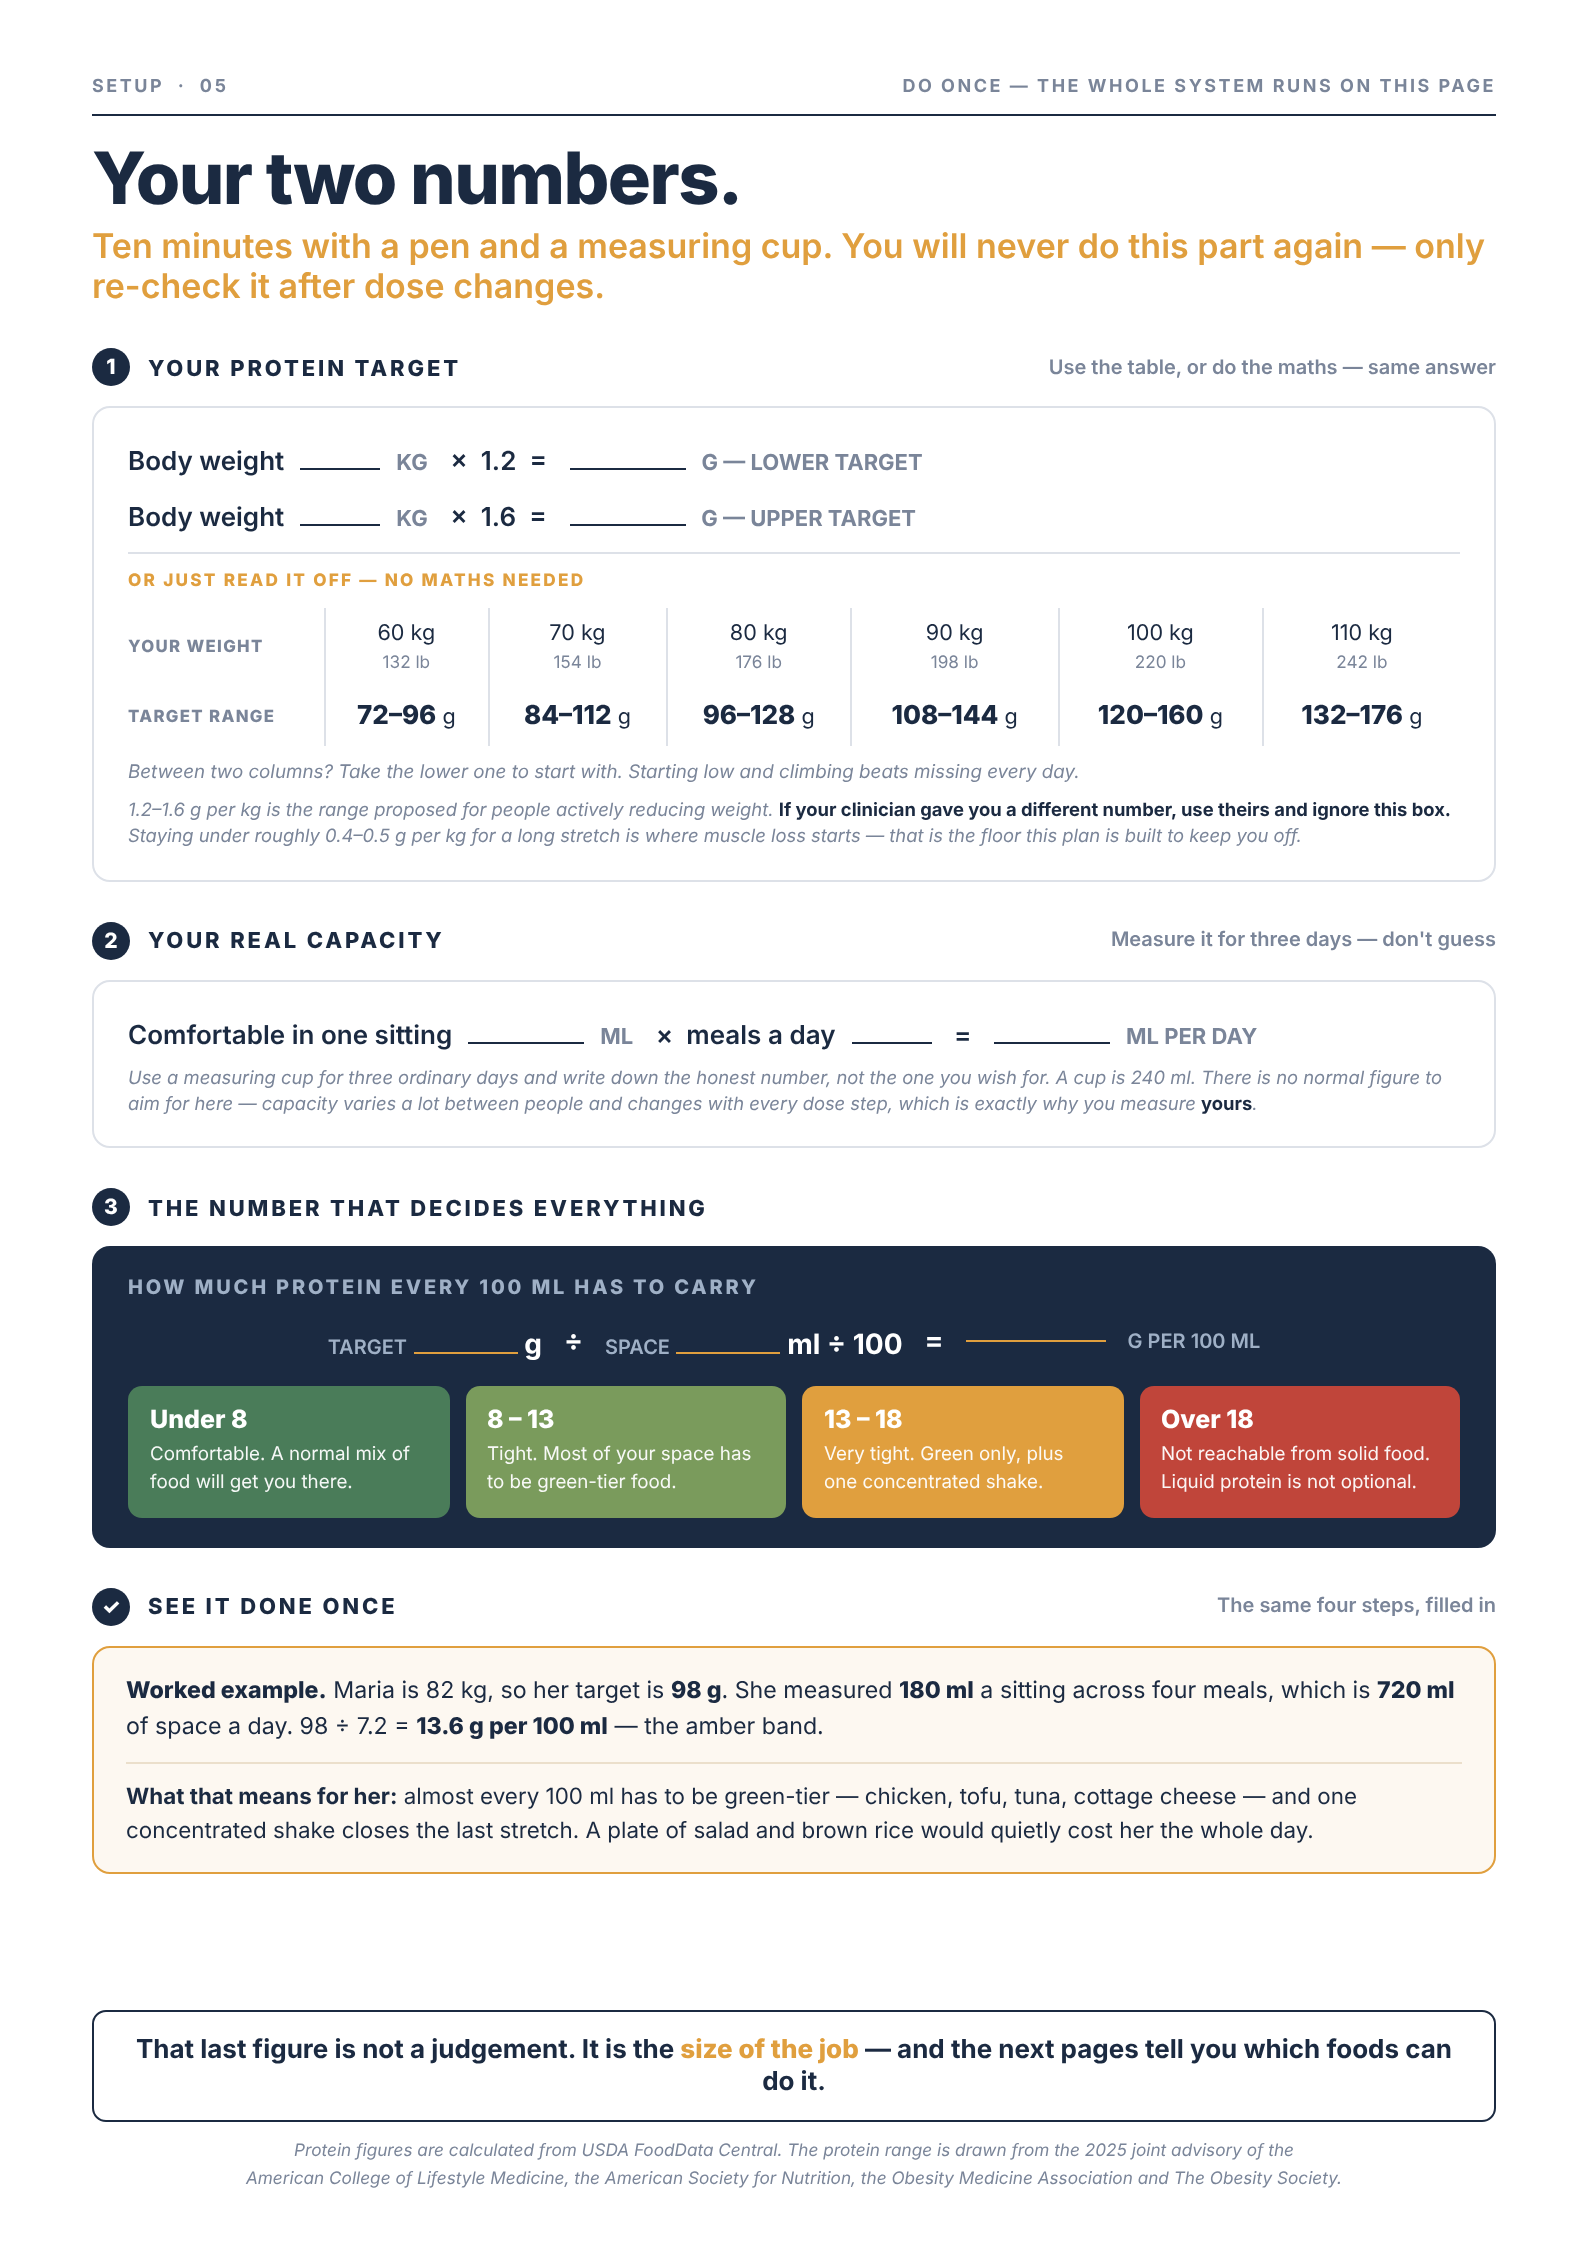 SETUP · 05
DO ONCE — THE WHOLE SYSTEM RUNS ON THIS PAGE
Your two numbers.
Ten minutes with a pen and a measuring cup. You will never do this part again — only
re-check it after dose changes.
1 YOUR PROTEIN TARGET
Use the table, or do the maths — same answer
Body weight KG × 1.2 = G — LOWER TARGET
Body weight KG × 1.6 = G — UPPER TARGET
OR JUST READ IT OFF — NO MATHS NEEDED
YOUR WEIGHT 60 kg 70 kg 80 kg 90 kg 100 kg 110 kg
132 lb 154 lb 176 lb 198 lb 220 lb 242 lb
TARGET RANGE 72–96 g 84–112 g 96–128 g 108–144 g 120–160 g 132–176 g
Between two columns? Take the lower one to start with. Starting low and climbing beats missing every day.
1.2–1.6 g per kg is the range proposed for people actively reducing weight. If your clinician gave you a different number, use theirs and ignore this box.
Staying under roughly 0.4–0.5 g per kg for a long stretch is where muscle loss starts — that is the floor this plan is built to keep you off.
2 YOUR REAL CAPACITY
Measure it for three days — don't guess
Comfortable in one sitting ML × meals a day = ML PER DAY
Use a measuring cup for three ordinary days and write down the honest number, not the one you wish for. A cup is 240 ml. There is no normal figure to
aim for here — capacity varies a lot between people and changes with every dose step, which is exactly why you measure yours.
3 THE NUMBER THAT DECIDES EVERYTHING
HOW MUCH PROTEIN EVERY 100 ML HAS TO CARRY
TARGET g ÷ SPACE ml ÷ 100 = G PER 100 ML
Under 8
Comfortable. A normal mix of
food will get you there.
8 – 13
Tight. Most of your space has
to be green-tier food.
13 – 18
Very tight. Green only, plus
one concentrated shake.
Over 18
Not reachable from solid food.
Liquid protein is not optional.
✓ SEE IT DONE ONCE
The same four steps, filled in
Worked example. Maria is 82 kg, so her target is 98 g. She measured 180 ml a sitting across four meals, which is 720 ml
of space a day. 98 ÷ 7.2 = 13.6 g per 100 ml — the amber band.
What that means for her: almost every 100 ml has to be green-tier — chicken, tofu, tuna, cottage cheese — and one
concentrated shake closes the last stretch. A plate of salad and brown rice would quietly cost her the whole day.
That last figure is not a judgement. It is the size of the job — and the next pages tell you which foods can
do it.
Protein figures are calculated from USDA FoodData Central. The protein range is drawn from the 2025 joint advisory of the
American College of Lifestyle Medicine, the American Society for Nutrition, the Obesity Medicine Association and The Obesity Society.